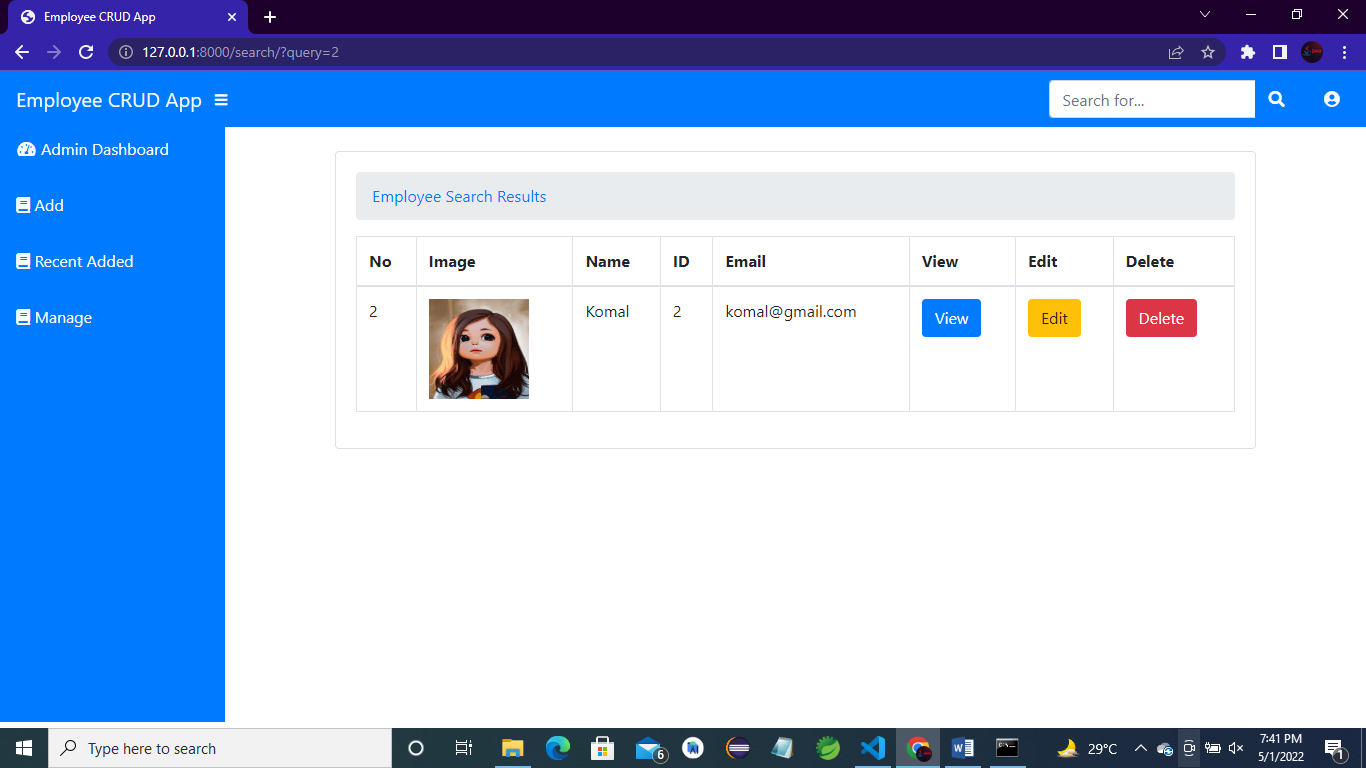 Employee CRUD App
127.0.0.1:8000/search/?query=2
Employee CRUD App
Search for...
Admin Dashboard
Add
Recent Added
Manage
Employee Search Results
No Image Name ID Email View Edit Delete
2 Komal 2 komal@gmail.com View Edit Delete
Type here to search
6
29°C
7:41 PM
5/1/2022
1